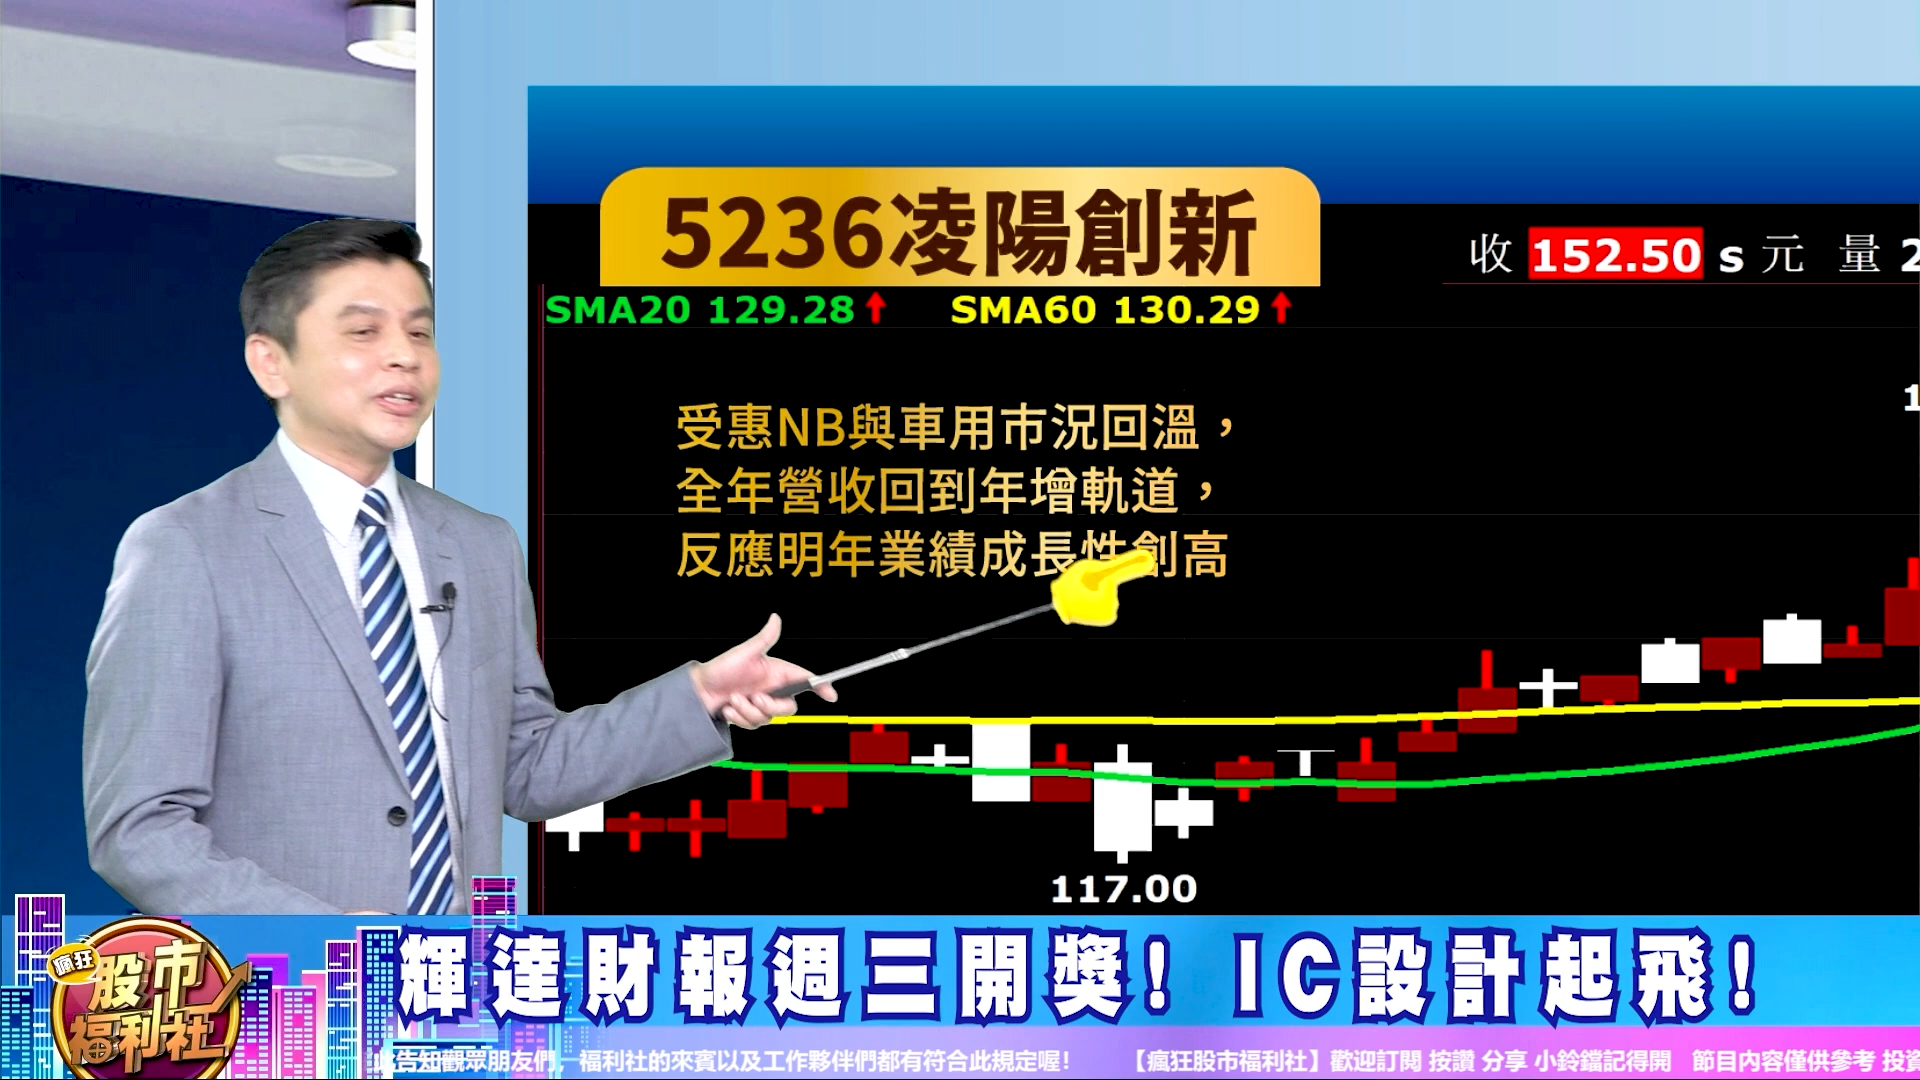 5236凌陽創新
收 152.50 s 元 量 2
SMA20 129.28↑ SMA60 130.29↑
受惠NB與車用市況回溫，
全年營收回到年增軌道，
反應明年業績成長性創高
117.00
瘋狂
股市
福利社
輝達財報週三開獎! IC設計起飛!
此告知觀眾朋友們，福利社的來賓以及工作夥伴們都有符合此規定喔! 【瘋狂股市福利社】歡迎訂閱 按讚 分享 小鈴鐺記得開 節目內容僅供參考 投資